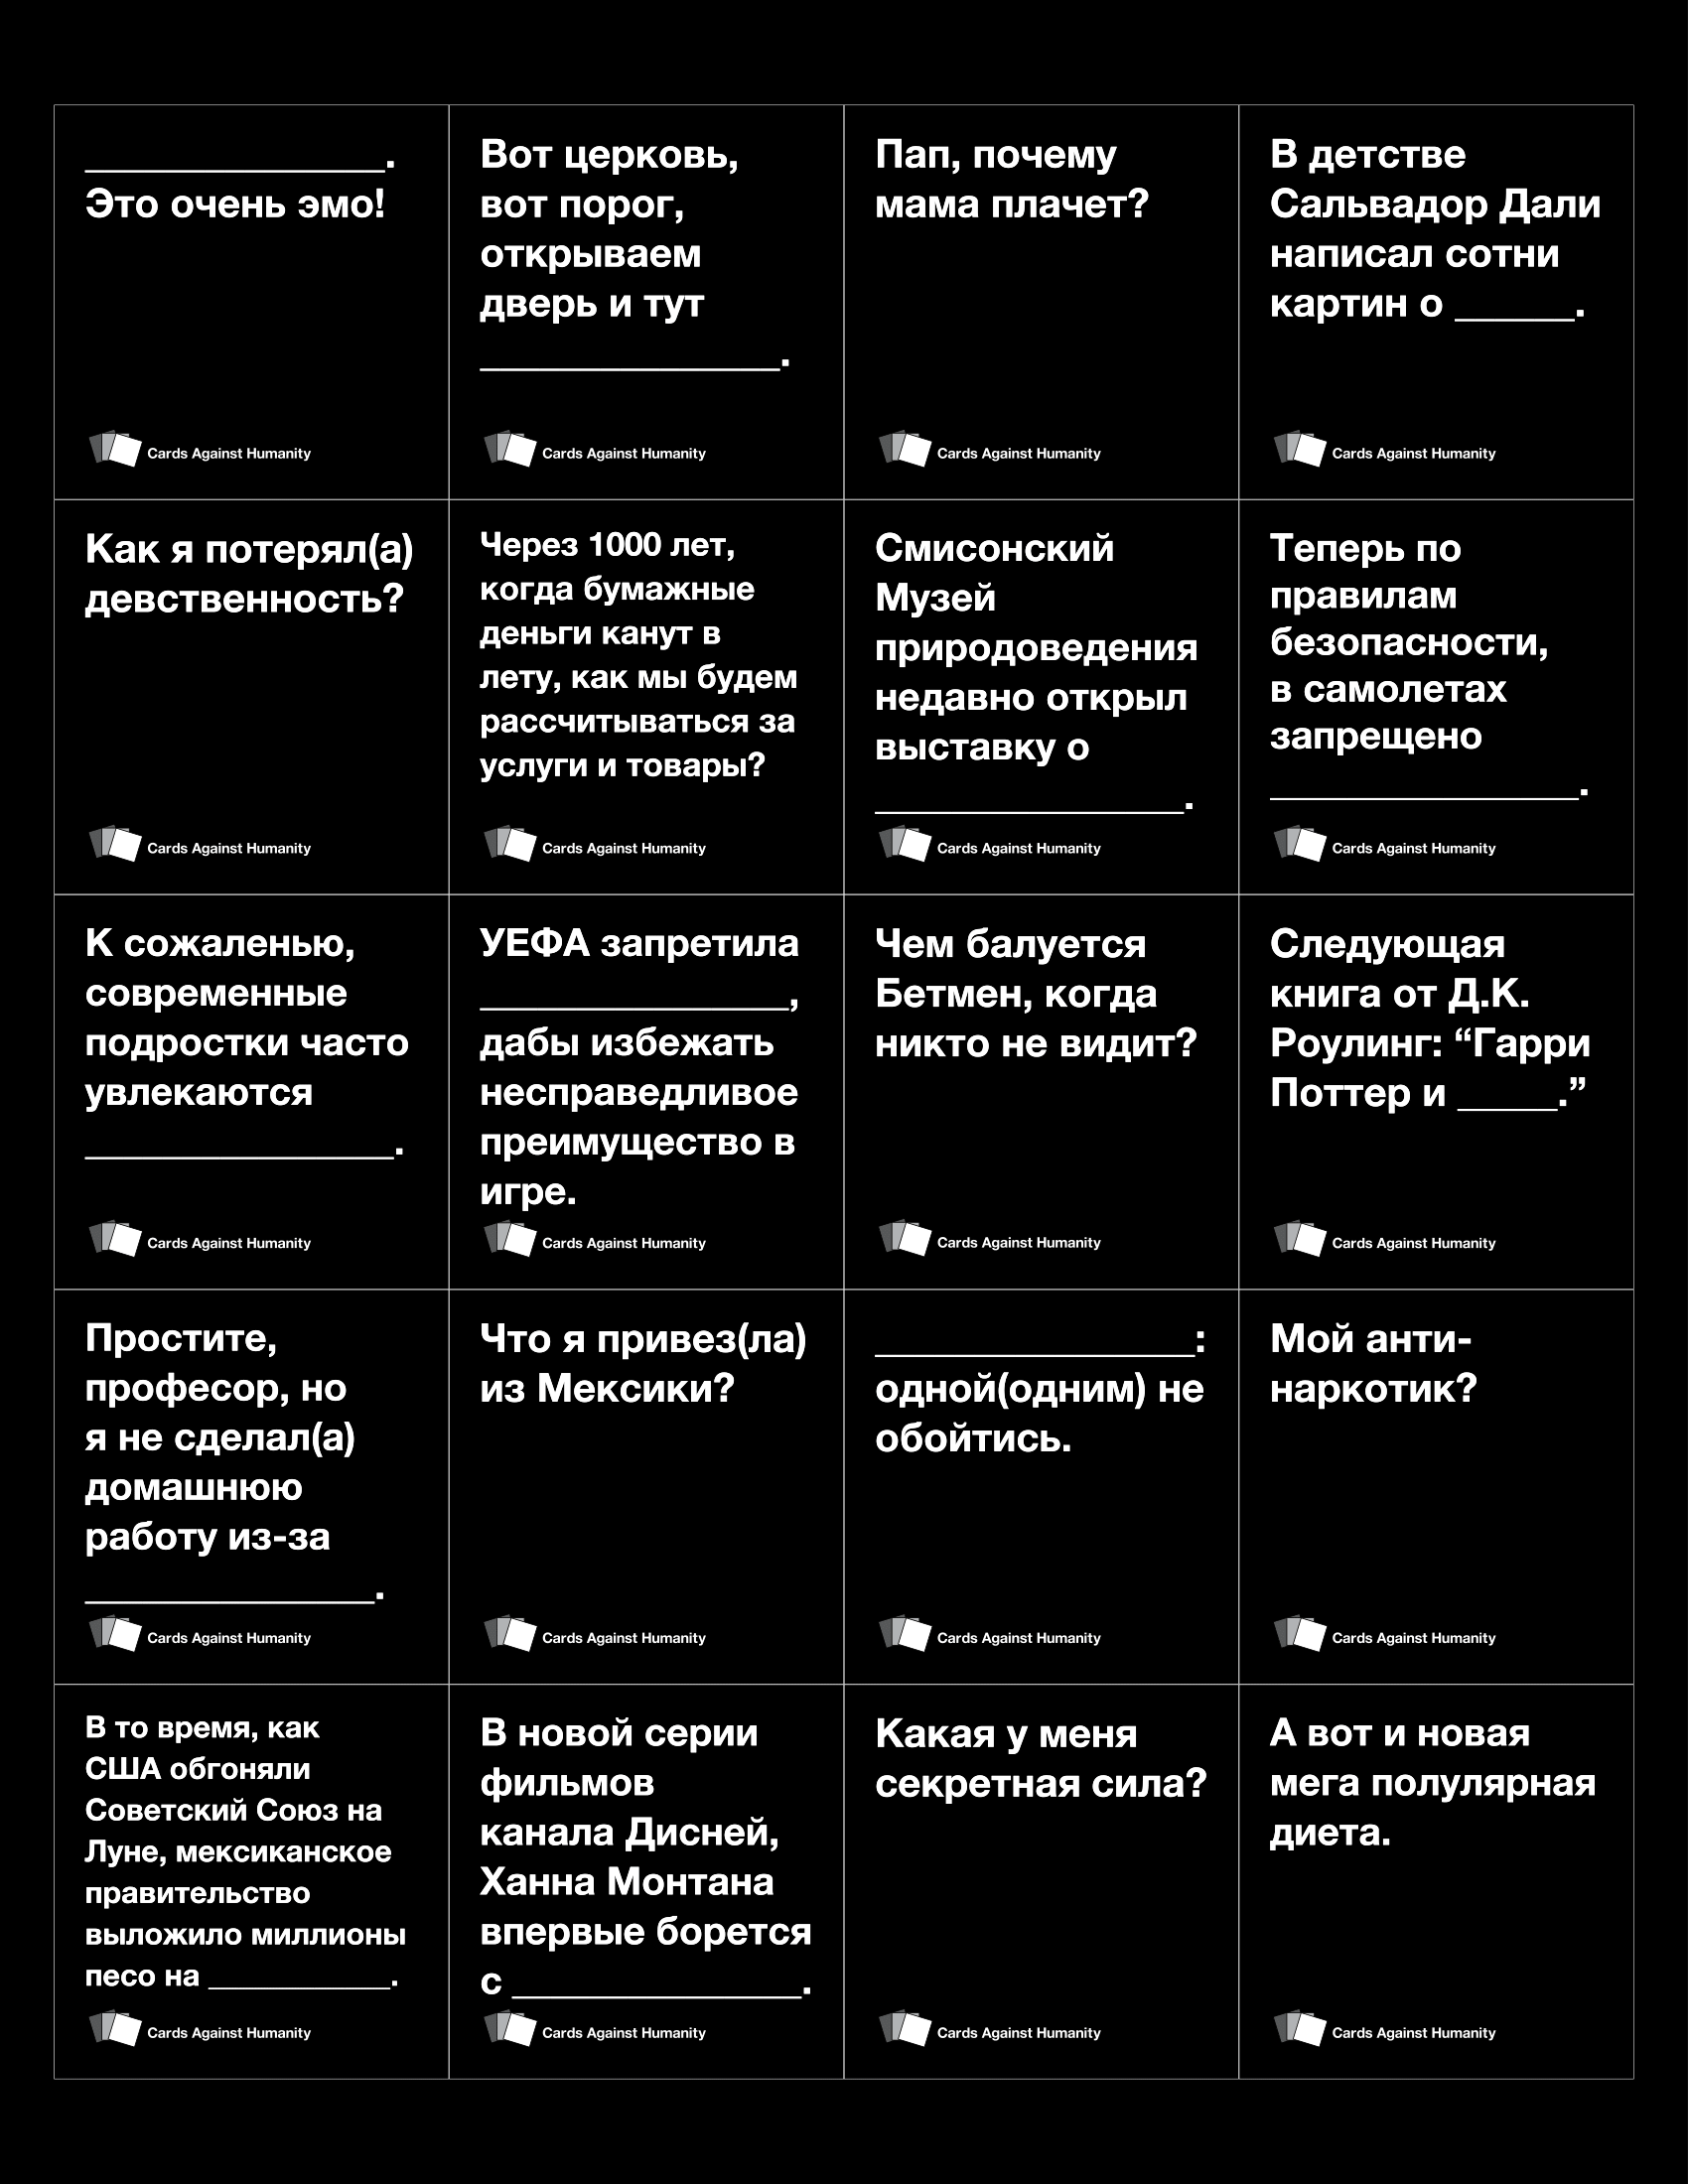 _______________.
Это очень эмо!
Cards Against Humanity
Вот церковь,
вот порог,
открываем
дверь и тут
_______________.
Cards Against Humanity
Пап, почему
мама плачет?
Cards Against Humanity
В детстве
Сальвадор Дали
написал сотни
картин о ______.
Cards Against Humanity
Как я потерял(а)
девственность?
Cards Against Humanity
Через 1000 лет,
когда бумажные
деньги канут в
лету, как мы будем
рассчитываться за
услуги и товары?
Cards Against Humanity
Смисонский
Музей
природоведения
недавно открыл
выставку о
_______________.
Cards Against Humanity
Теперь по
правилам
безопасности,
в самолетах
запрещено
_______________.
Cards Against Humanity
К сожаленью,
современные
подростки часто
увлекаются
_______________.
Cards Against Humanity
УЕФА запретила
_______________,
дабы избежать
несправедливое
преимущество в
игре.
Cards Against Humanity
Чем балуется
Бетмен, когда
никто не видит?
Cards Against Humanity
Следующая
книга от Д.К.
Роулинг: “Гарри
Поттер и _____.”
Cards Against Humanity
Простите,
професор, но
я не сделал(а)
домашнюю
работу из-за
______________.
Cards Against Humanity
Что я привез(ла)
из Мексики?
Cards Against Humanity
________________:
одной(одним) не
обойтись.
Cards Against Humanity
Мой анти-
наркотик?
Cards Against Humanity
В то время, как
США обгоняли
Советский Союз на
Луне, мексиканское
правительство
выложило миллионы
песо на ____________.
Cards Against Humanity
В новой серии
фильмов
канала Дисней,
Ханна Монтана
впервые борется
с ______________.
Cards Against Humanity
Какая у меня
секретная сила?
Cards Against Humanity
А вот и новая
мега полулярная
диета.
Cards Against Humanity